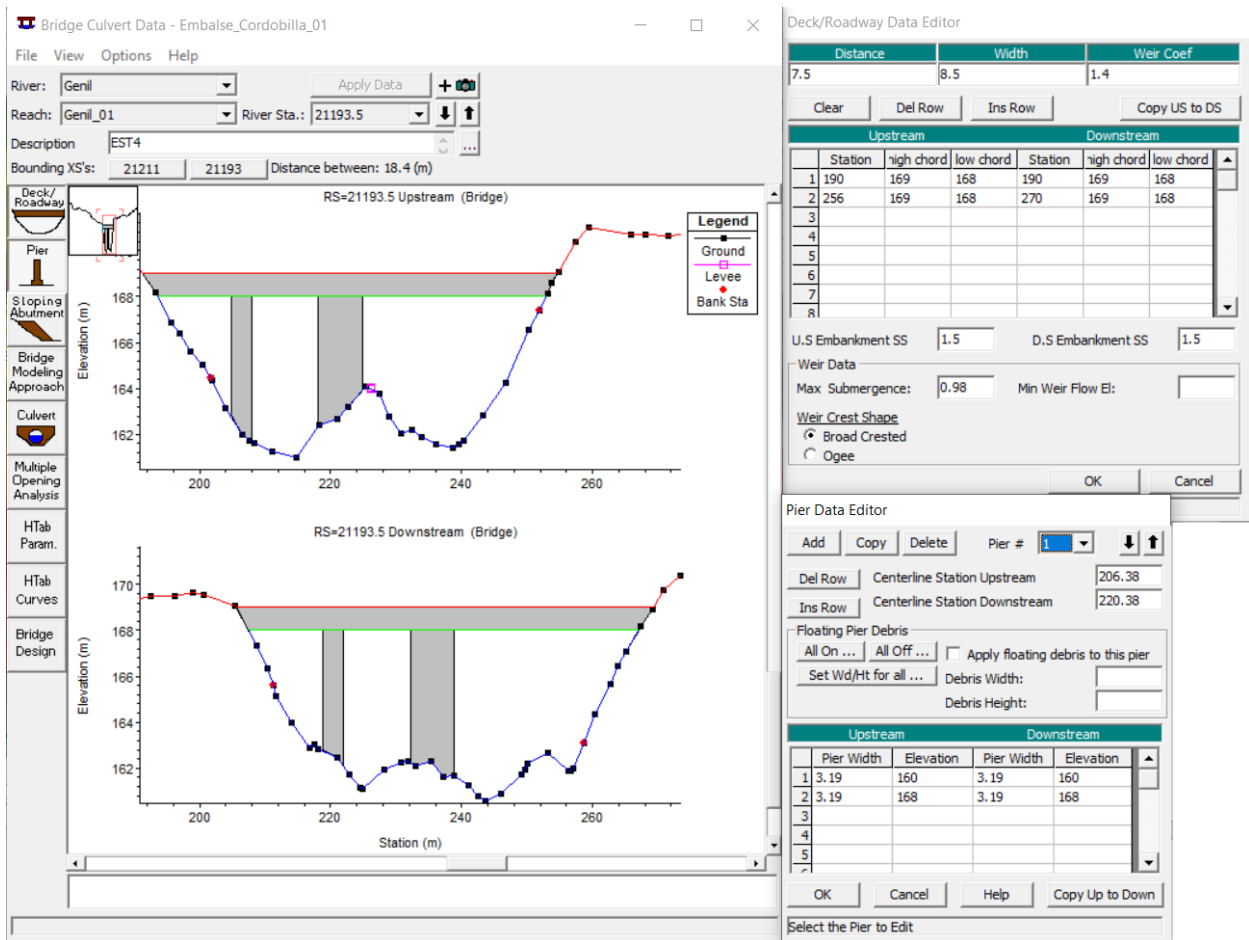 Bridge Culvert Data - Embalse_Cordobilla_01
File View Options Help
River: Genil Apply Data
Reach: Genil_01 River Sta.: 21193.5
Description EST4 ...
Bounding XS's: 21211 21193 Distance between: 18.4 (m)
Deck/
Roadway
Pier
Sloping
Abutment
Bridge
Modeling
Approach
Culvert
Multiple
Opening
Analysis
HTab
Param.
HTab
Curves
Bridge
Design
RS=21193.5 Upstream (Bridge)
Elevation (m)
168
166
164
162
200 220 240 260
Legend
Ground
Levee
Bank Sta
RS=21193.5 Downstream (Bridge)
Elevation (m)
170
168
166
164
162
200 220 240 260
Station (m)
Deck/Roadway Data Editor
Distance Width Weir Coef
7.5 8.5 1.4
Clear Del Row Ins Row Copy US to DS
Upstream Downstream
Station high chord low chord Station high chord low chord
1 190 169 168 190 169 168
2 256 169 168 270 169 168
3
4
5
6
7
8
U.S Embankment SS 1.5 D.S Embankment SS 1.5
Weir Data
Max Submergence: 0.98 Min Weir Flow El:
Weir Crest Shape
Broad Crested
Ogee
OK Cancel
Pier Data Editor
Add Copy Delete Pier # 1
Del Row Centerline Station Upstream 206.38
Ins Row Centerline Station Downstream 220.38
Floating Pier Debris
All On ... All Off ... Apply floating debris to this pier
Set Wd/Ht for all ... Debris Width:
Debris Height:
Upstream Downstream
Pier Width Elevation Pier Width Elevation
1 3.19 160 3.19 160
2 3.19 168 3.19 168
3
4
5
OK Cancel Help Copy Up to Down
Select the Pier to Edit